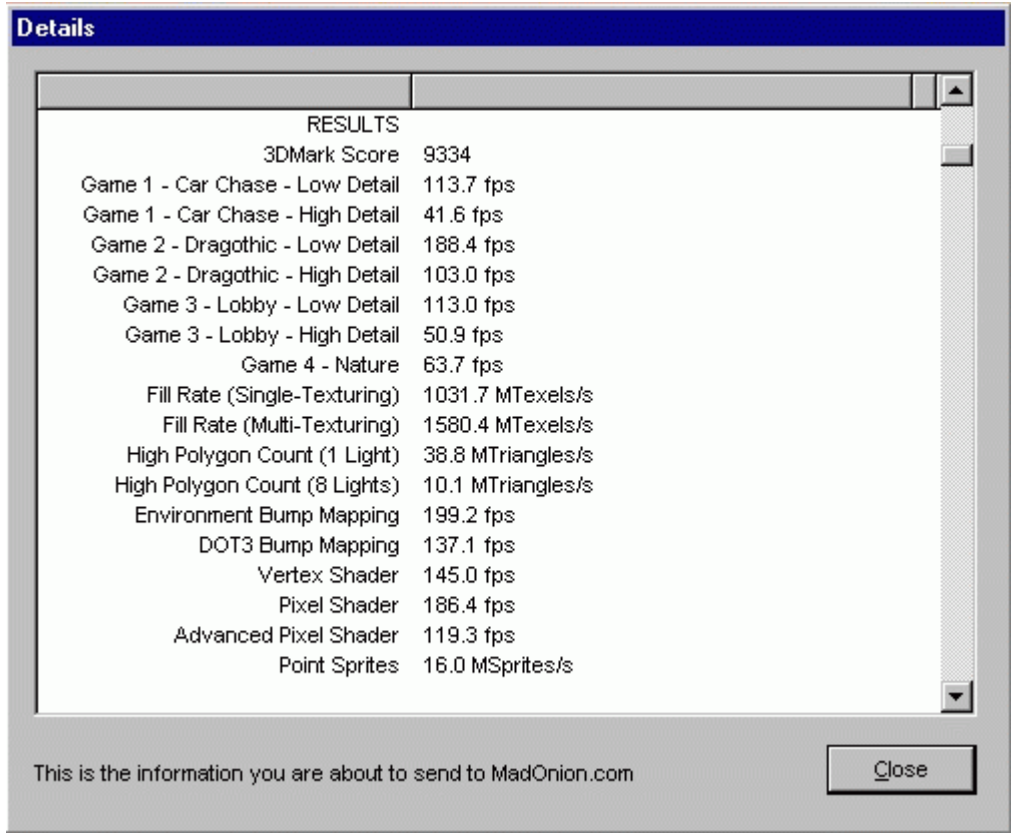 Details
RESULTS
3DMark Score 9334
Game 1 - Car Chase - Low Detail 113.7 fps
Game 1 - Car Chase - High Detail 41.6 fps
Game 2 - Dragothic - Low Detail 188.4 fps
Game 2 - Dragothic - High Detail 103.0 fps
Game 3 - Lobby - Low Detail 113.0 fps
Game 3 - Lobby - High Detail 50.9 fps
Game 4 - Nature 63.7 fps
Fill Rate (Single-Texturing) 1031.7 MTexels/s
Fill Rate (Multi-Texturing) 1580.4 MTexels/s
High Polygon Count (1 Light) 38.8 MTriangles/s
High Polygon Count (8 Lights) 10.1 MTriangles/s
Environment Bump Mapping 199.2 fps
DOT3 Bump Mapping 137.1 fps
Vertex Shader 145.0 fps
Pixel Shader 186.4 fps
Advanced Pixel Shader 119.3 fps
Point Sprites 16.0 MSprites/s
This is the information you are about to send to MadOnion.com
Close